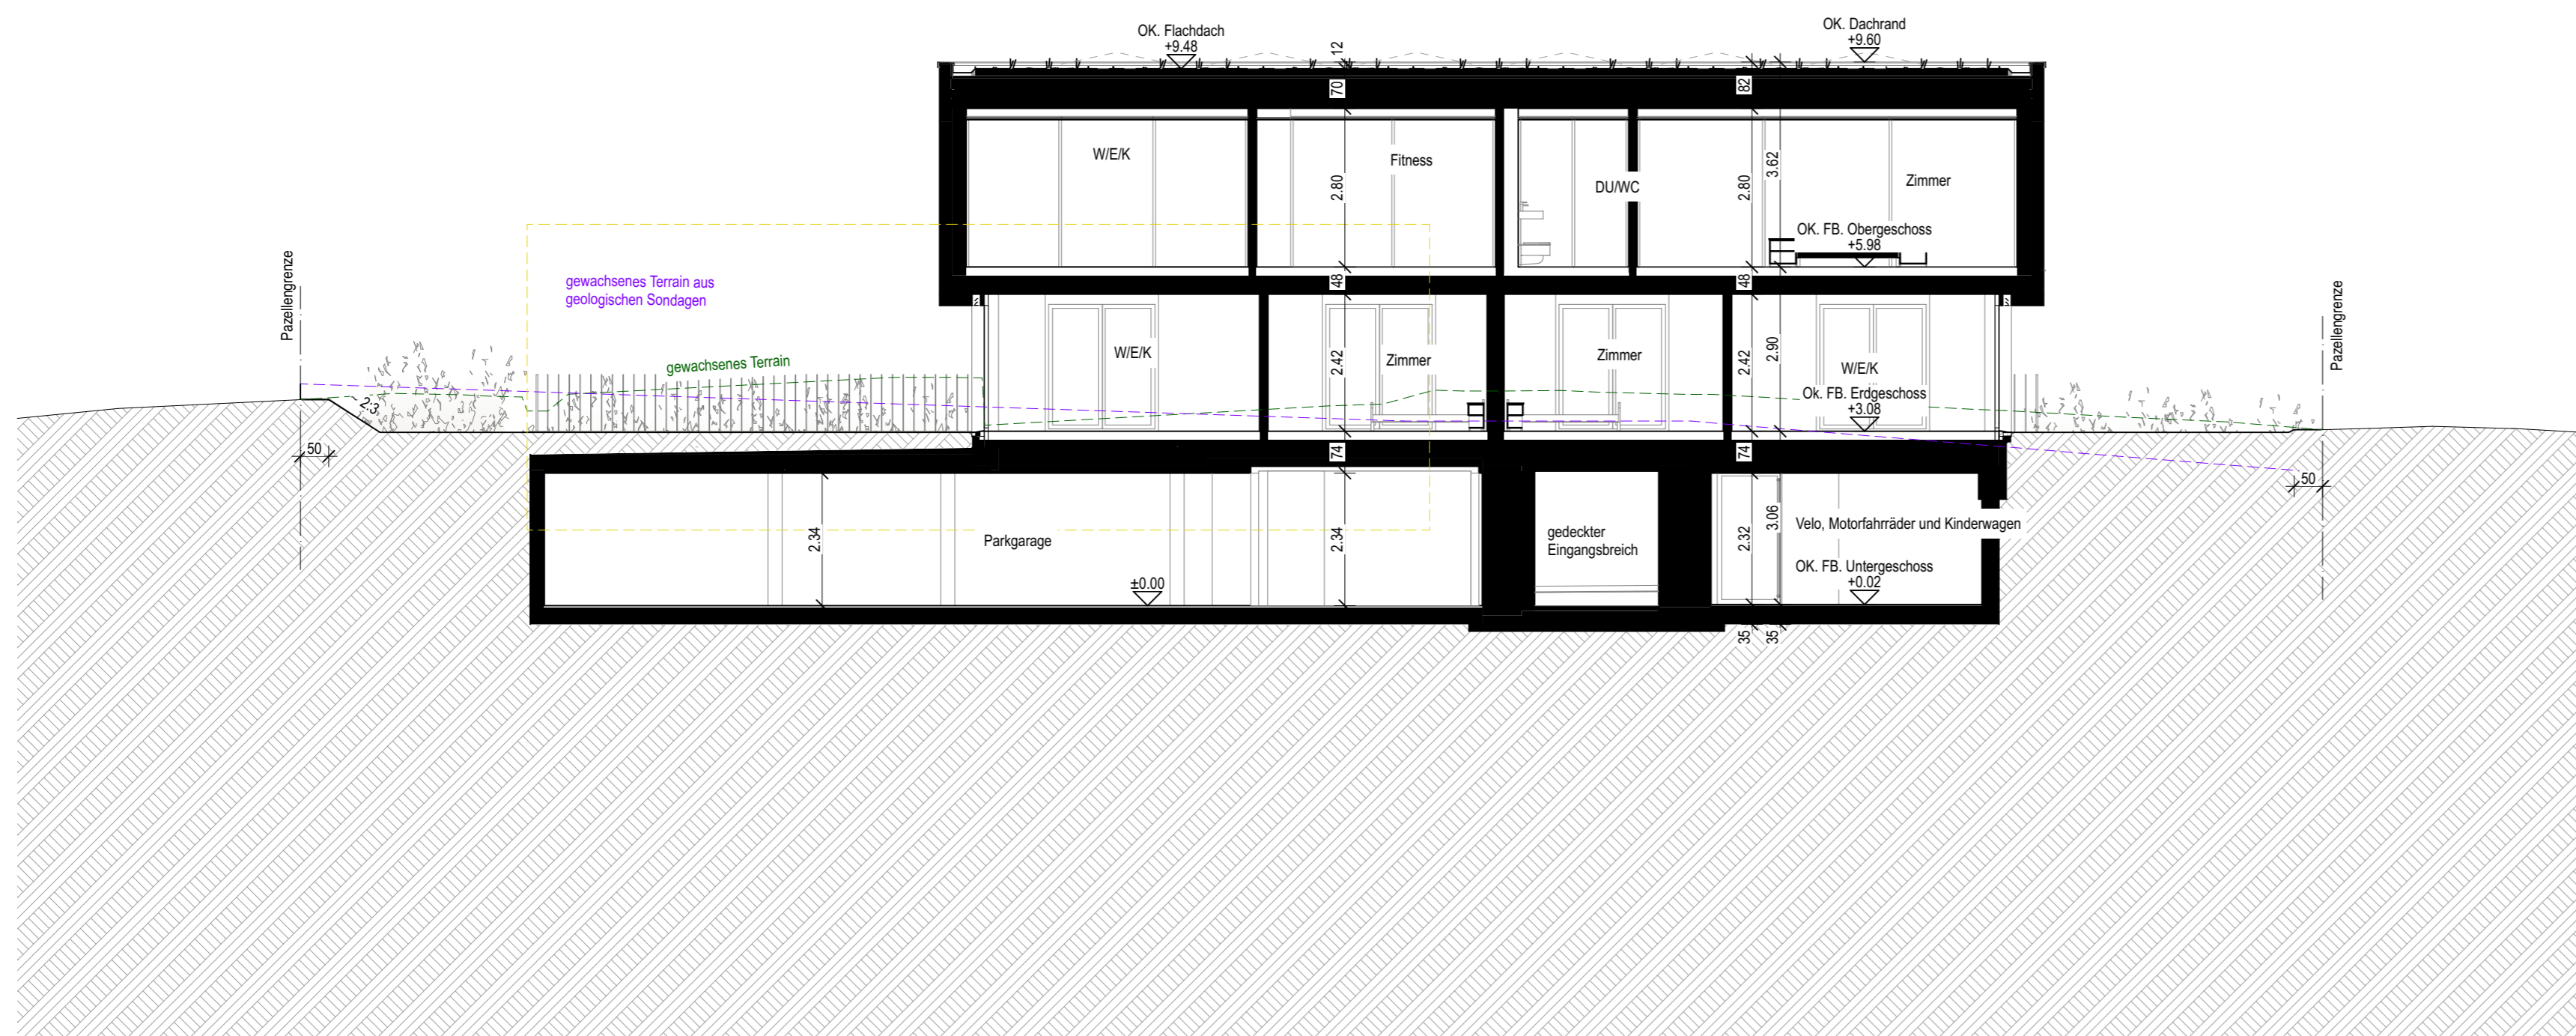 OK. Flachdach
+9.48
12
OK. Dachrand
+9.60
70
82
W/E/K
Fitness
2.80
DU/WC
2.80
3.62
Zimmer
OK. FB. Obergeschoss
+5.98
48
48
Pazellengrenze
gewachsenes Terrain aus
geologischen Sondagen
gewachsenes Terrain
Pazellengrenze
W/E/K
2.42
Zimmer
Zimmer
2.42
2.90
W/E/K
Ok. FB. Erdgeschoss
+3.08
2:3
50
74
74
50
2.34
Parkgarage
2.34
gedeckter
Eingangsbreich
2.32
3.06
Velo, Motorfahrräder und Kinderwagen
OK. FB. Untergeschoss
+0.02
±0.00
35
35